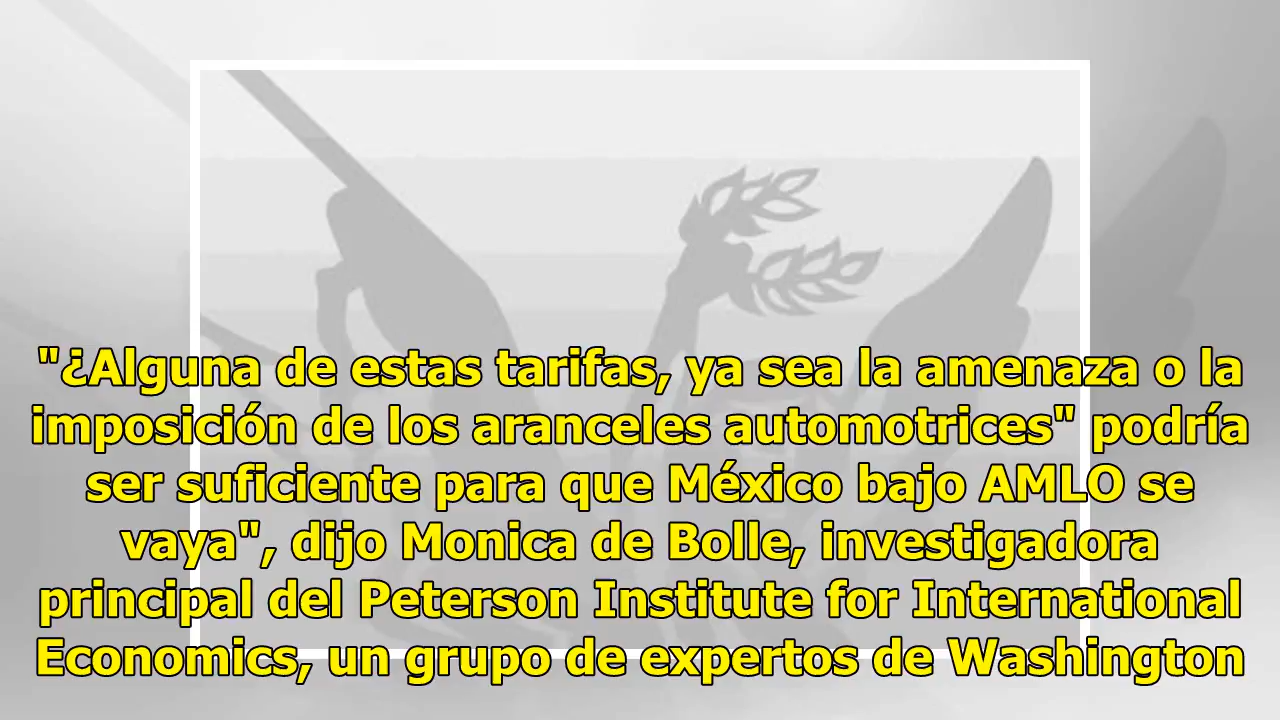 "¿Alguna de estas tarifas, ya sea la amenaza o la
imposición de los aranceles automotrices" podría
ser suficiente para que México bajo AMLO se
vaya", dijo Monica de Bolle, investigadora
principal del Peterson Institute for International
Economics, un grupo de expertos de Washington